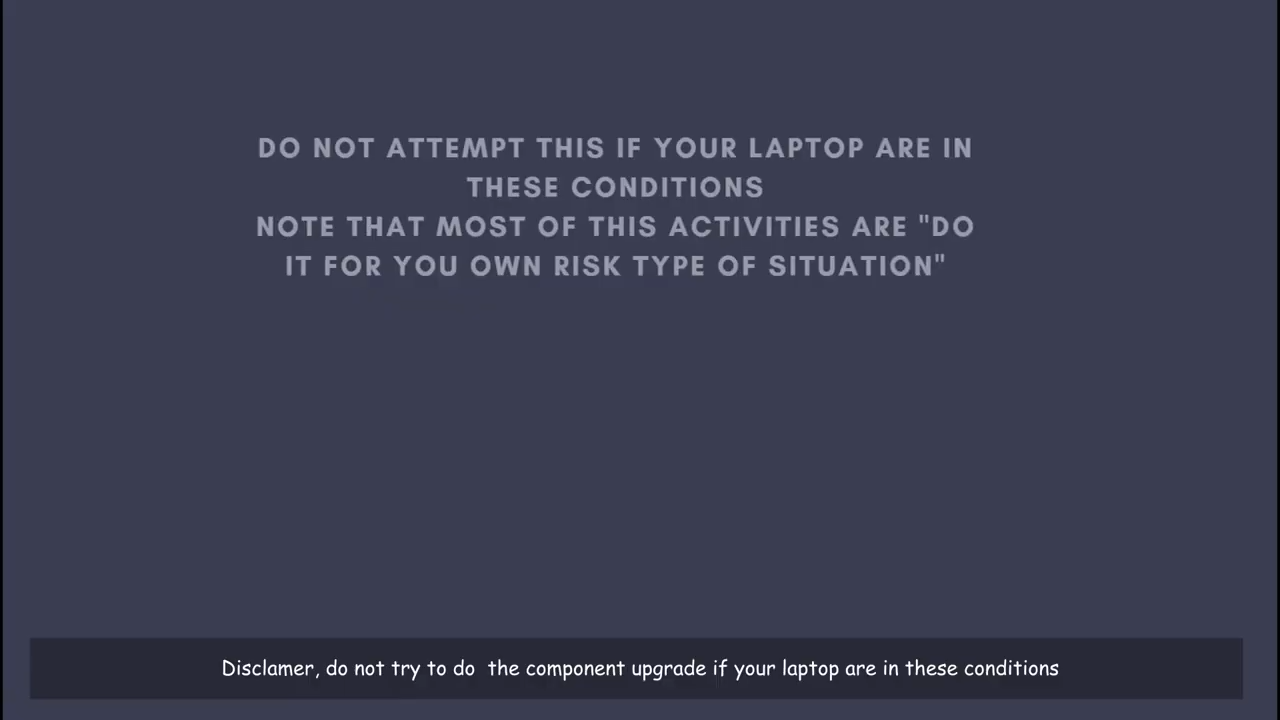 DO NOT ATTEMPT THIS IF YOUR LAPTOP ARE IN
THESE CONDITIONS
NOTE THAT MOST OF THIS ACTIVITIES ARE "DO
IT FOR YOU OWN RISK TYPE OF SITUATION"
Disclamer, do not try to do  the component upgrade if your laptop are in these conditions